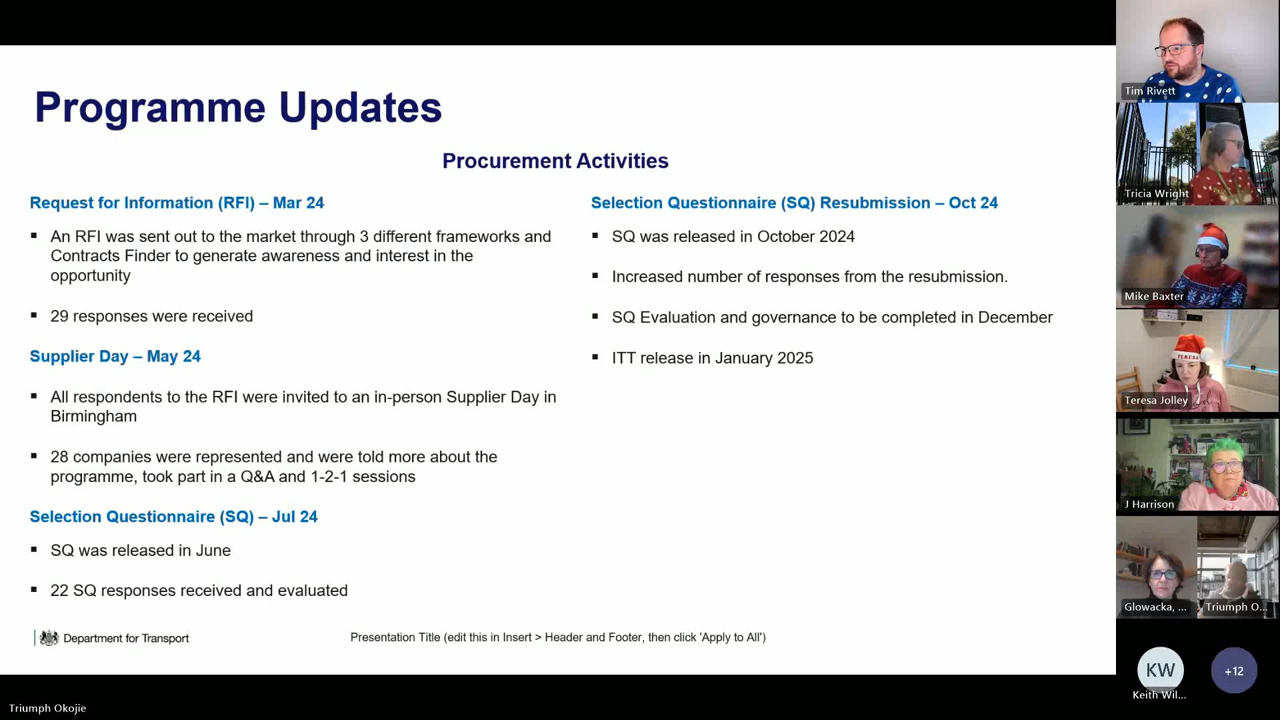 Programme Updates
Procurement Activities
Request for Information (RFI) – Mar 24
▪ An RFI was sent out to the market through 3 different frameworks and
Contracts Finder to generate awareness and interest in the
opportunity
▪ 29 responses were received
Supplier Day – May 24
▪ All respondents to the RFI were invited to an in-person Supplier Day in
Birmingham
▪ 28 companies were represented and were told more about the
programme, took part in a Q&A and 1-2-1 sessions
Selection Questionnaire (SQ) – Jul 24
▪ SQ was released in June
▪ 22 SQ responses received and evaluated
Selection Questionnaire (SQ) Resubmission – Oct 24
▪ SQ was released in October 2024
▪ Increased number of responses from the resubmission.
▪ SQ Evaluation and governance to be completed in December
▪ ITT release in January 2025
Department for Transport
Presentation Title (edit this in Insert > Header and Footer, then click 'Apply to All')
Triumph Okojie
Tim Rivett
Tricia Wright
Mike Baxter
TERESA
Teresa Jolley
J Harrison
Glowacka, ...
Triumph O...
KW
Keith Wil...
+12